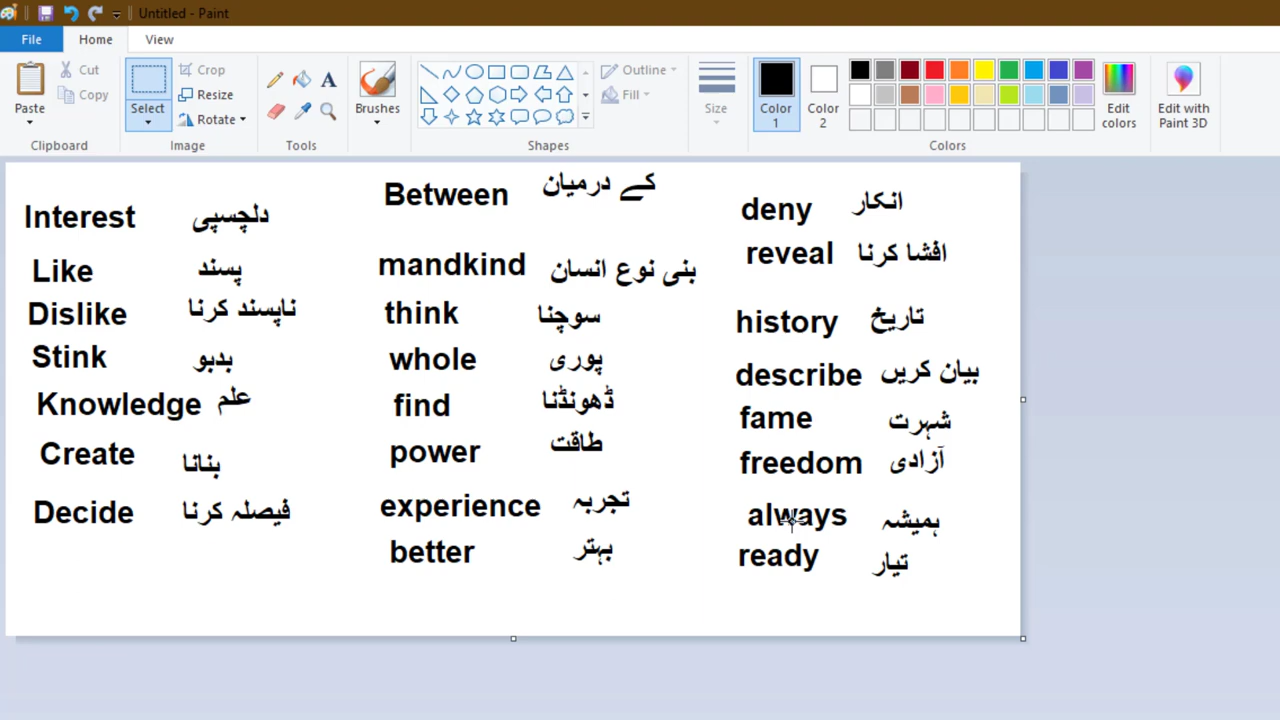 Untitled - Paint
File Home View
Paste
Cut
Copy
Clipboard
Select
Crop
Resize
Rotate
Image
A
Tools
Brushes
Outline
Fill
Shapes
Size
Color 1
Color 2
Edit colors
Colors
Edit with Paint 3D
Interest دلچسپی
Like پسند
Dislike ناپسند کرنا
Stink بدبو
Knowledge علم
Create بنانا
Decide فیصلہ کرنا
Between کے درمیان
mandkind بنی نوع انسان
think سوچنا
whole پوری
find ڈھونڈنا
power طاقت
experience تجربہ
better بہتر
deny انکار
reveal افشا کرنا
history تاریخ
describe بیان کریں
fame شہرت
freedom آزادی
always ہمیشہ
ready تیار